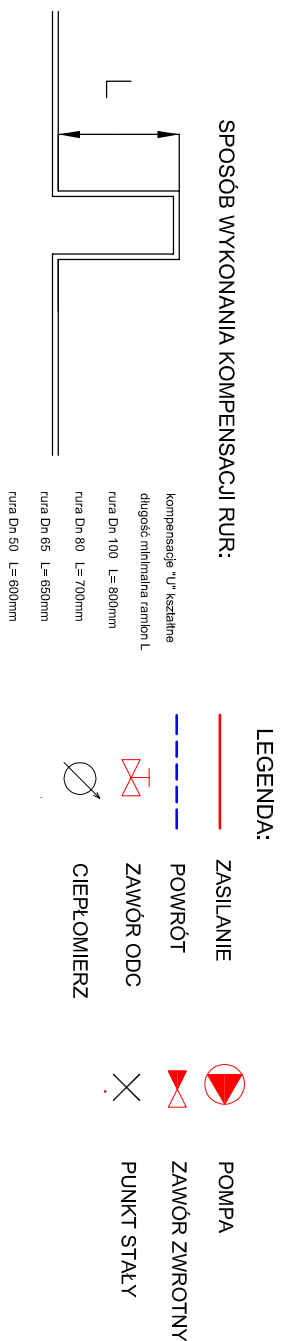 SPOSÓB WYKONANIA KOMPENSACJI RUR:
L
kompensacje "U" kształtne
długość minimalna ramion L
rura Dn 100 L= 800mm
rura Dn 80 L= 700mm
rura Dn 65 L= 650mm
rura Dn 50 L= 600mm
LEGENDA:
ZASILANIE
POWRÓT
ZAWÓR ODC
CIEPŁOMIERZ
POMPA
ZAWÓR ZWROTNY
PUNKT STAŁY